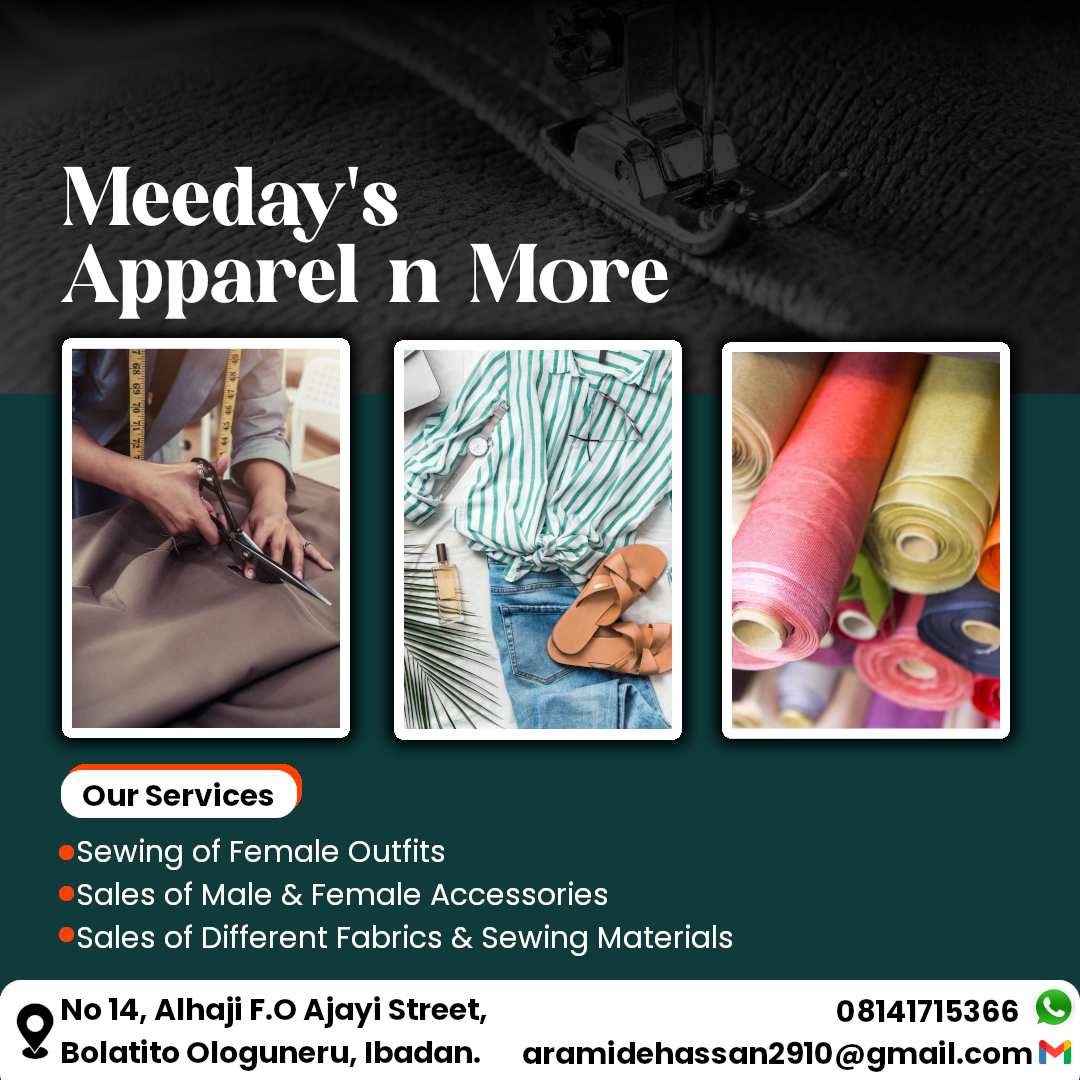 Meeday's
Apparel n More
Our Services
Sewing of Female Outfits
Sales of Male & Female Accessories
Sales of Different Fabrics & Sewing Materials
No 14, Alhaji F.O Ajayi Street,
Bolatito Ologuneru, Ibadan.
08141715366
aramidehassan2910@gmail.com